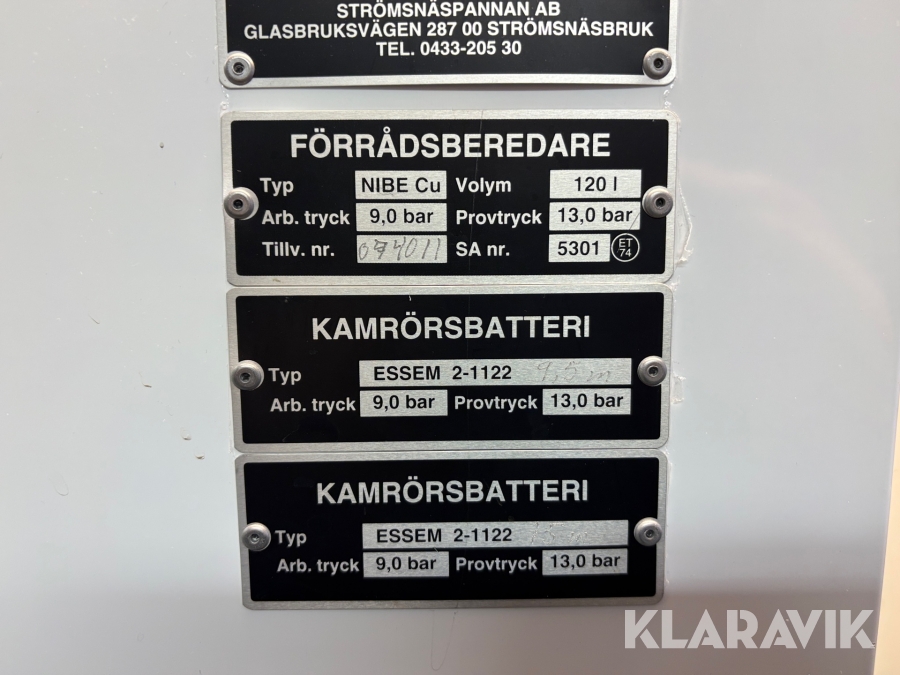 STRÖMSNÄSPANNAN AB
GLASBRUKSVÄGEN 287 00 STRÖMSNÄSBRUK
TEL. 0433-205 30
FÖRRÅDSBEREDARE
Typ NIBE Cu Volym 120 l
Arb. tryck 9,0 bar Provtryck 13,0 bar
Tillv. nr. 074011 SA nr. 5301 ET 74
KAMRÖRSBATTERI
Typ ESSEM 2-1122 9,5 m
Arb. tryck 9,0 bar Provtryck 13,0 bar
KAMRÖRSBATTERI
Typ ESSEM 2-1122
Arb. tryck 9,0 bar Provtryck 13,0 bar
KLARAVIK